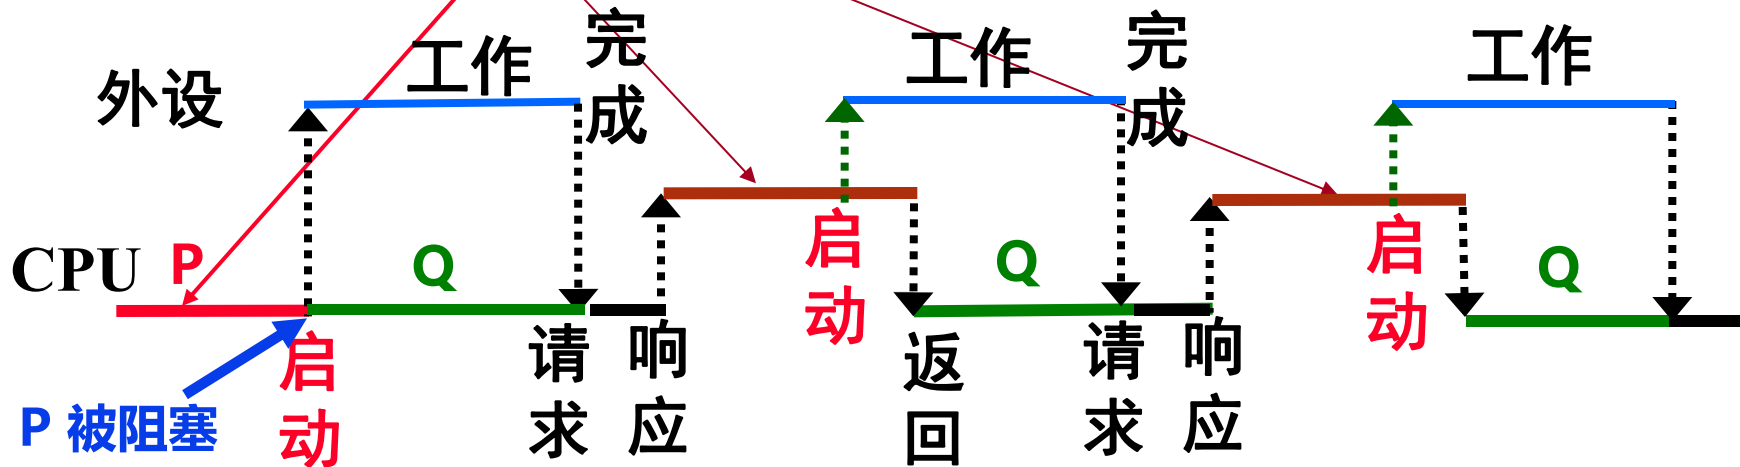 外设
工作
完成
工作
完成
工作
CPU
P
Q
启动
Q
启动
Q
P 被阻塞
启动
请求
响应
返回
请求
响应